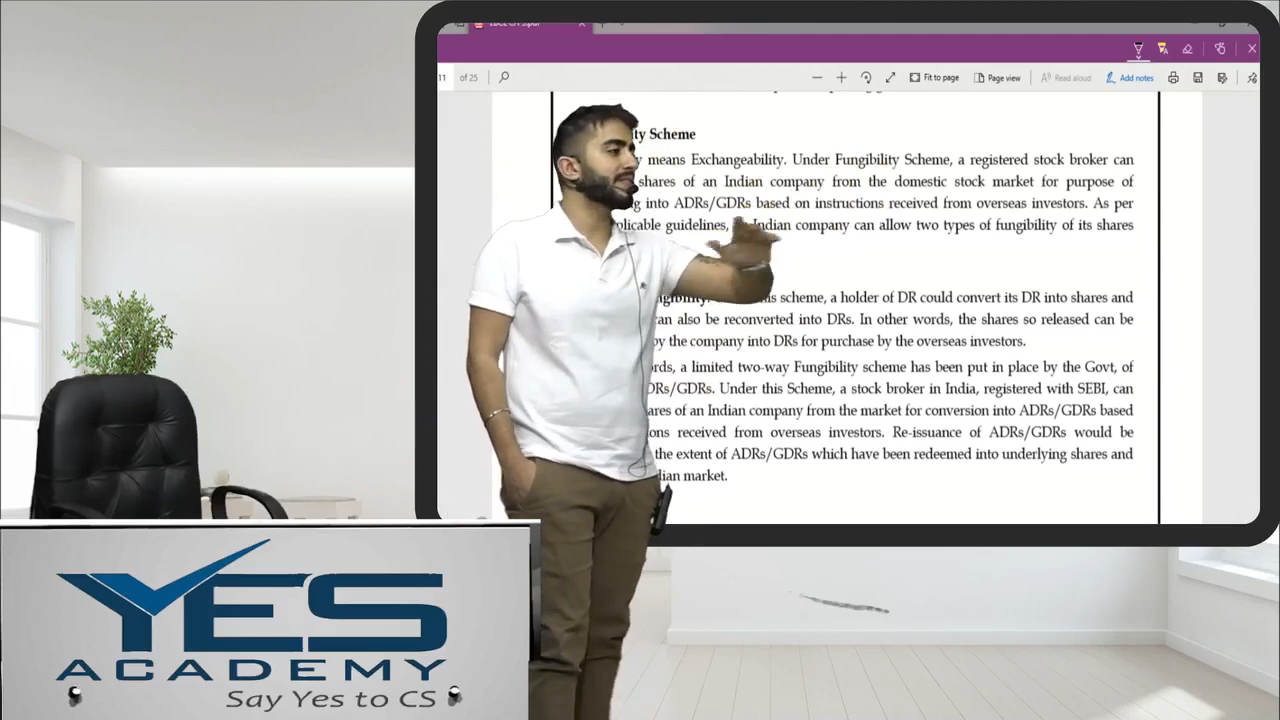 11 of 25 Fit to page Page view Read aloud Add notes
Scheme
means Exchangeability. Under Fungibility Scheme, a registered stock broker can
shares of an Indian company from the domestic stock market for purpose of
into ADRs/GDRs based on instructions received from overseas investors. As per
guidelines, Indian company can allow two types of fungibility of its shares
scheme, a holder of DR could convert its DR into shares and
can also be reconverted into DRs. In other words, the shares so released can be
by the company into DRs for purchase by the overseas investors.
a limited two-way Fungibility scheme has been put in place by the Govt, of
Under this Scheme, a stock broker in India, registered with SEBI, can
of an Indian company from the market for conversion into ADRs/GDRs based
received from overseas investors. Re-issuance of ADRs/GDRs would be
the extent of ADRs/GDRs which have been redeemed into underlying shares and
market.
YES
ACADEMY
Say Yes to CS